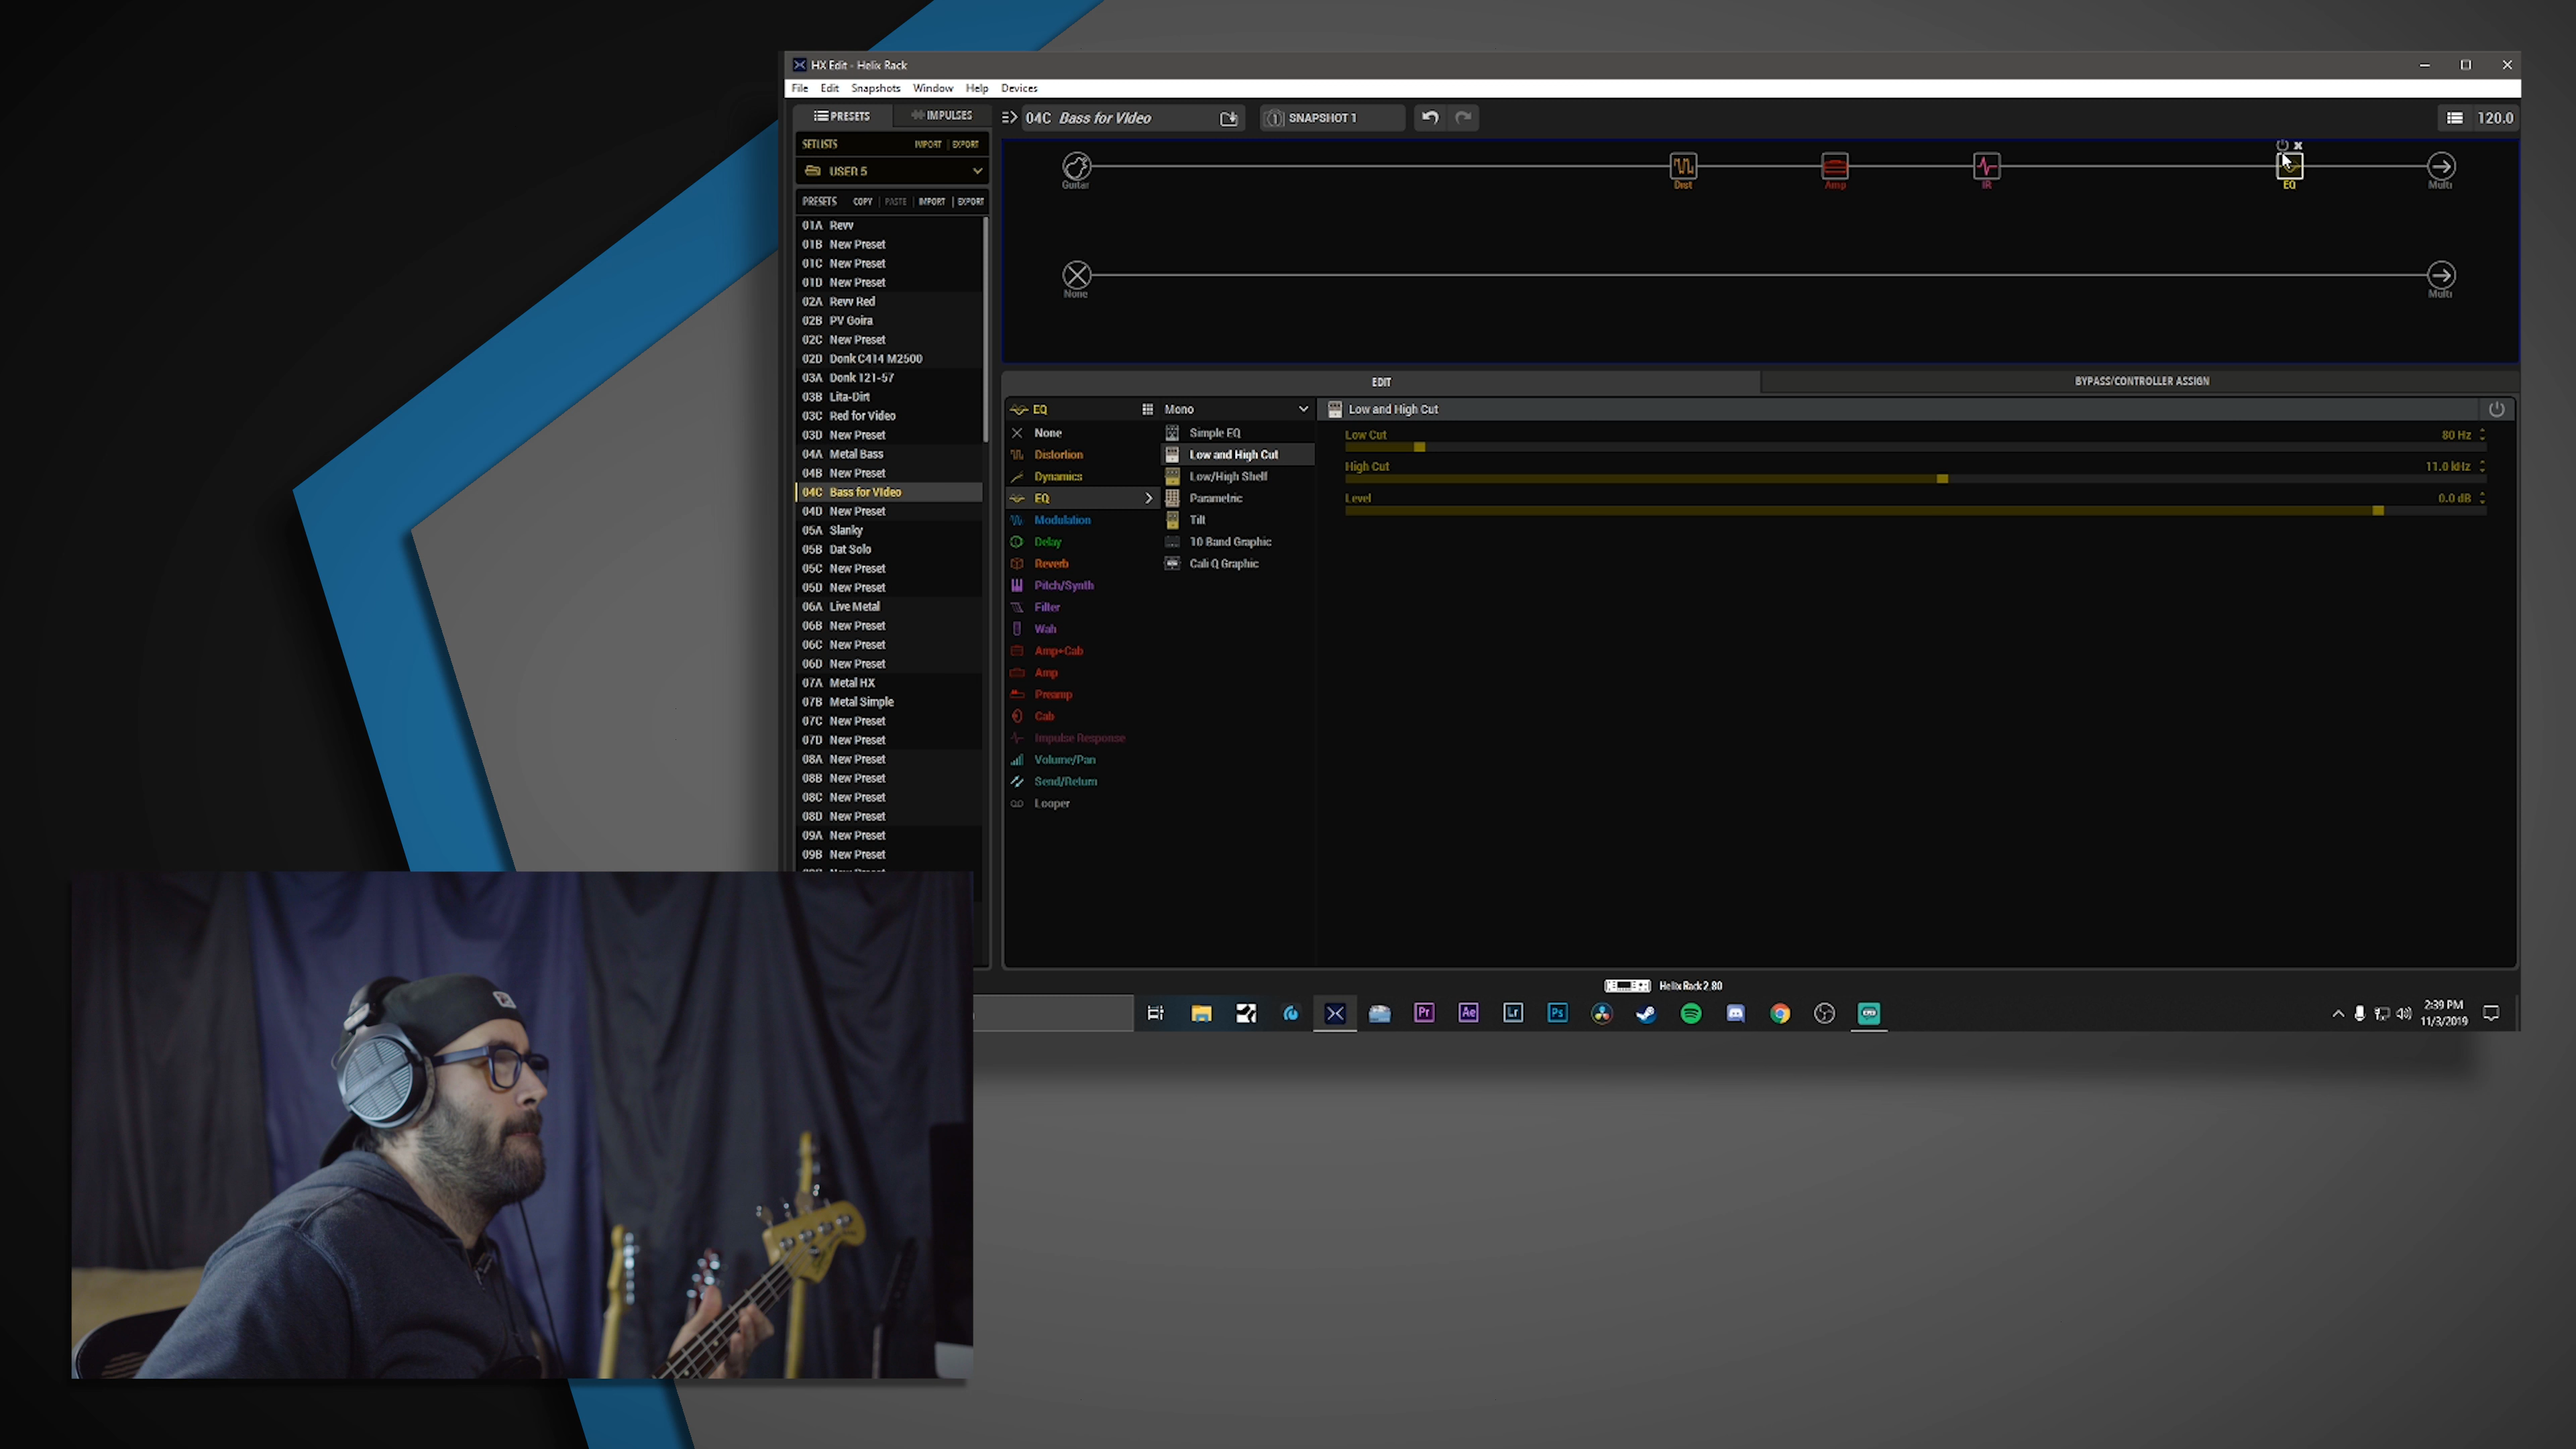 HX Edit - Helix Rack
File Edit Snapshots Window Help Devices
PRESETS IMPULSES
04C Bass for VIdeo
SNAPSHOT 1
120.0
SETLISTS IMPORT | EXPORT
USER 5
PRESETS COPY | PASTE | IMPORT | EXPORT
01A Revv
01B New Preset
01C New Preset
01D New Preset
02A Revv Red
02B PV Goira
02C New Preset
02D Donk C414 M2500
03A Donk 121-57
03B Lita-Dirt
03C Red for Video
03D New Preset
04A Metal Bass
04B New Preset
04C Bass for VIdeo
04D New Preset
05A Slanky
05B Dat Solo
05C New Preset
05D New Preset
06A Live Metal
06B New Preset
06C New Preset
06D New Preset
07A Metal HX
07B Metal Simple
07C New Preset
07D New Preset
08A New Preset
08B New Preset
08C New Preset
08D New Preset
09A New Preset
09B New Preset
Guitar Dist Amp IR EQ Multi
None Multi
EDIT
BYPASS/CONTROLLER ASSIGN
EQ
None
Distortion
Dynamics
EQ
Modulation
Delay
Reverb
Pitch/Synth
Filter
Wah
Amp+Cab
Amp
Preamp
Cab
Impulse Response
Volume/Pan
Send/Return
Looper
Mono
Simple EQ
Low and High Cut
Low/High Shelf
Parametric
Tilt
10 Band Graphic
Cali Q Graphic
Low and High Cut
Low Cut 80 Hz
High Cut 11.0 kHz
Level 0.0 dB
Helix Rack 2.80
Pr Ae Lr Ps
2:39 PM
11/3/2019